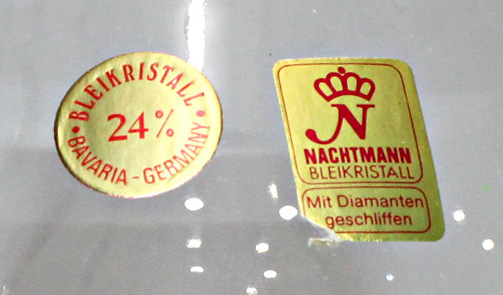 BLEIKRISTALL
24%
BAVARIA - GERMANY
N
NACHTMANN
BLEIKRISTALL
Mit Diamanten
geschliffen